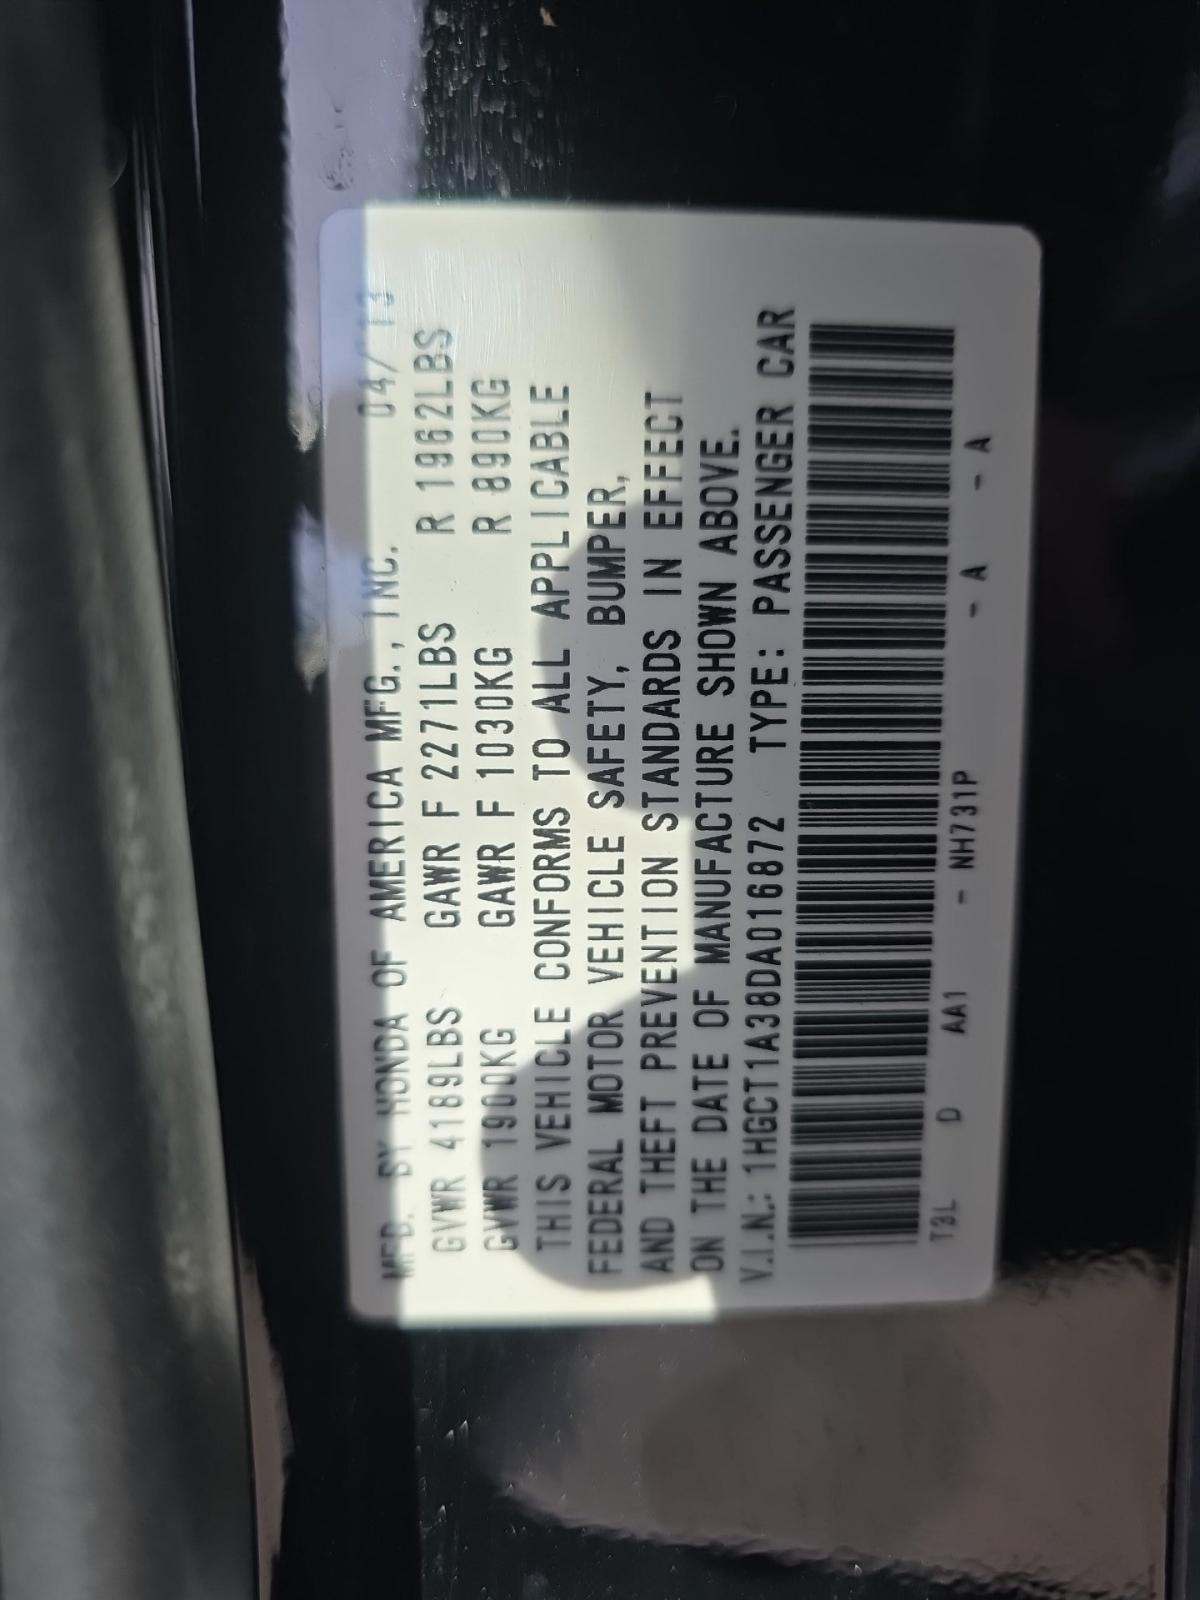 MFD. BY HONDA OF AMERICA MFG., INC. 04/13
GVWR 4189LBS GAWR F 2271LBS R 1962LBS
GVWR 1900KG GAWR F 1030KG R 890KG
THIS VEHICLE CONFORMS TO ALL APPLICABLE
FEDERAL MOTOR VEHICLE SAFETY, BUMPER,
AND THEFT PREVENTION STANDARDS IN EFFECT
ON THE DATE OF MANUFACTURE SHOWN ABOVE.
V.I.N.: 1HGCT1A38DA016872 TYPE: PASSENGER CAR
T3L D AA1 - NH731P - A - A